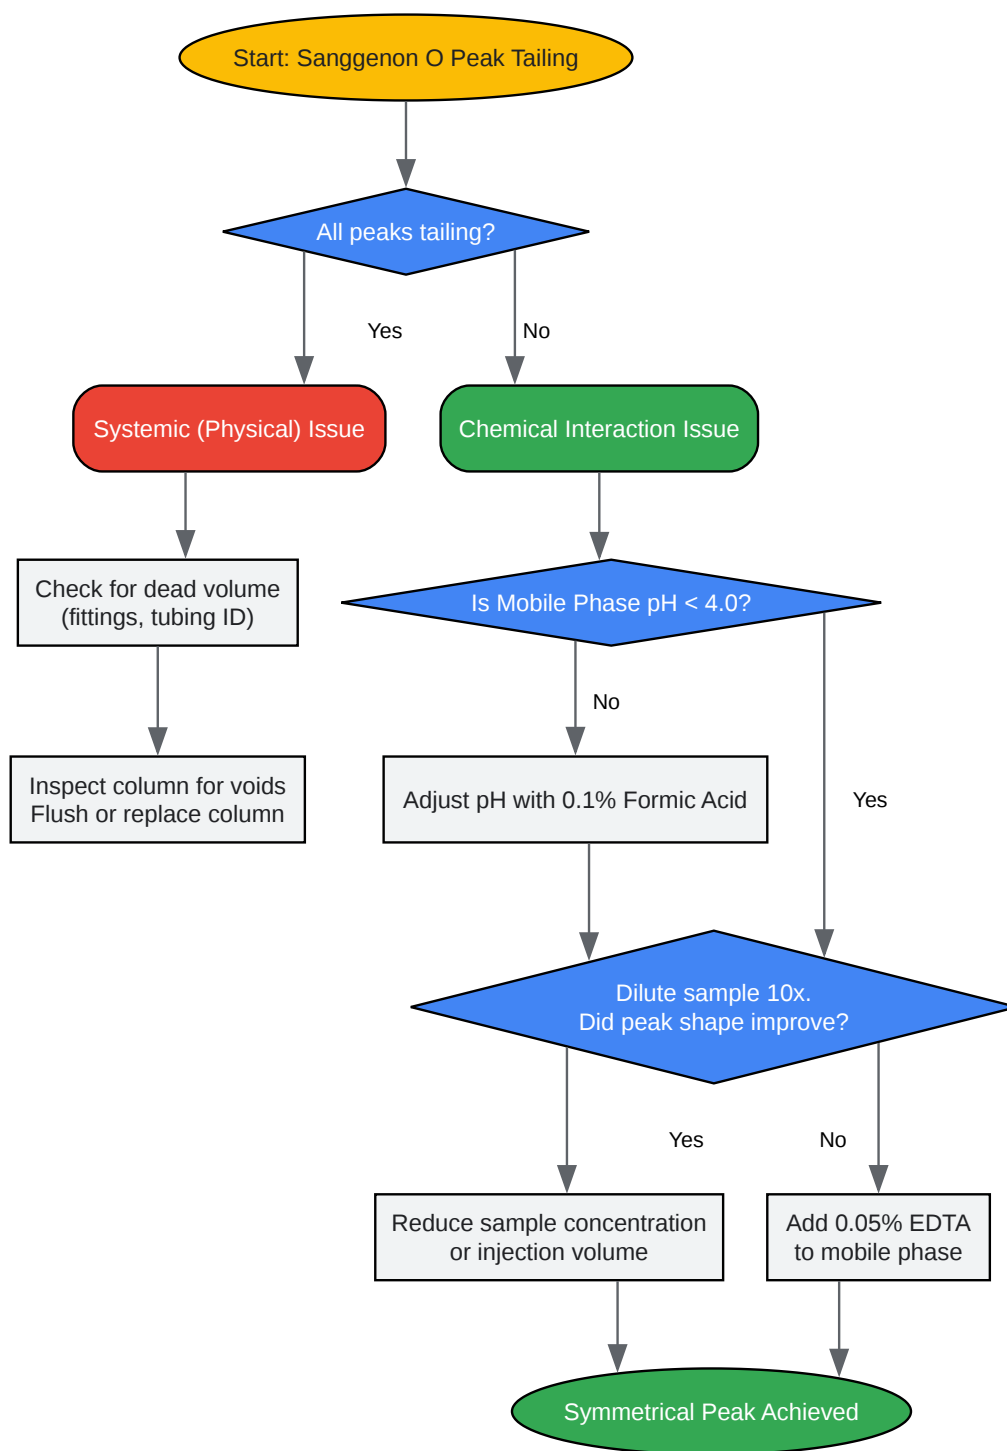 Start: Sanggenon O Peak Tailing
All peaks tailing?
Yes
No
Systemic (Physical) Issue
Chemical Interaction Issue
Check for dead volume
(fittings, tubing ID)
Is Mobile Phase pH < 4.0?
No
Inspect column for voids
Flush or replace column
Adjust pH with 0.1% Formic Acid
Yes
Dilute sample 10x.
Did peak shape improve?
Yes
No
Reduce sample concentration
or injection volume
Add 0.05% EDTA
to mobile phase
Symmetrical Peak Achieved